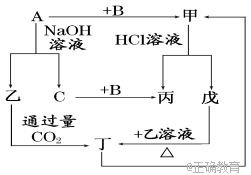 A +B 甲
NaOH
溶液 HCl溶液
乙 C +B 丙 戊
通过量
CO₂ 丁 +乙溶液
△
@正确教育